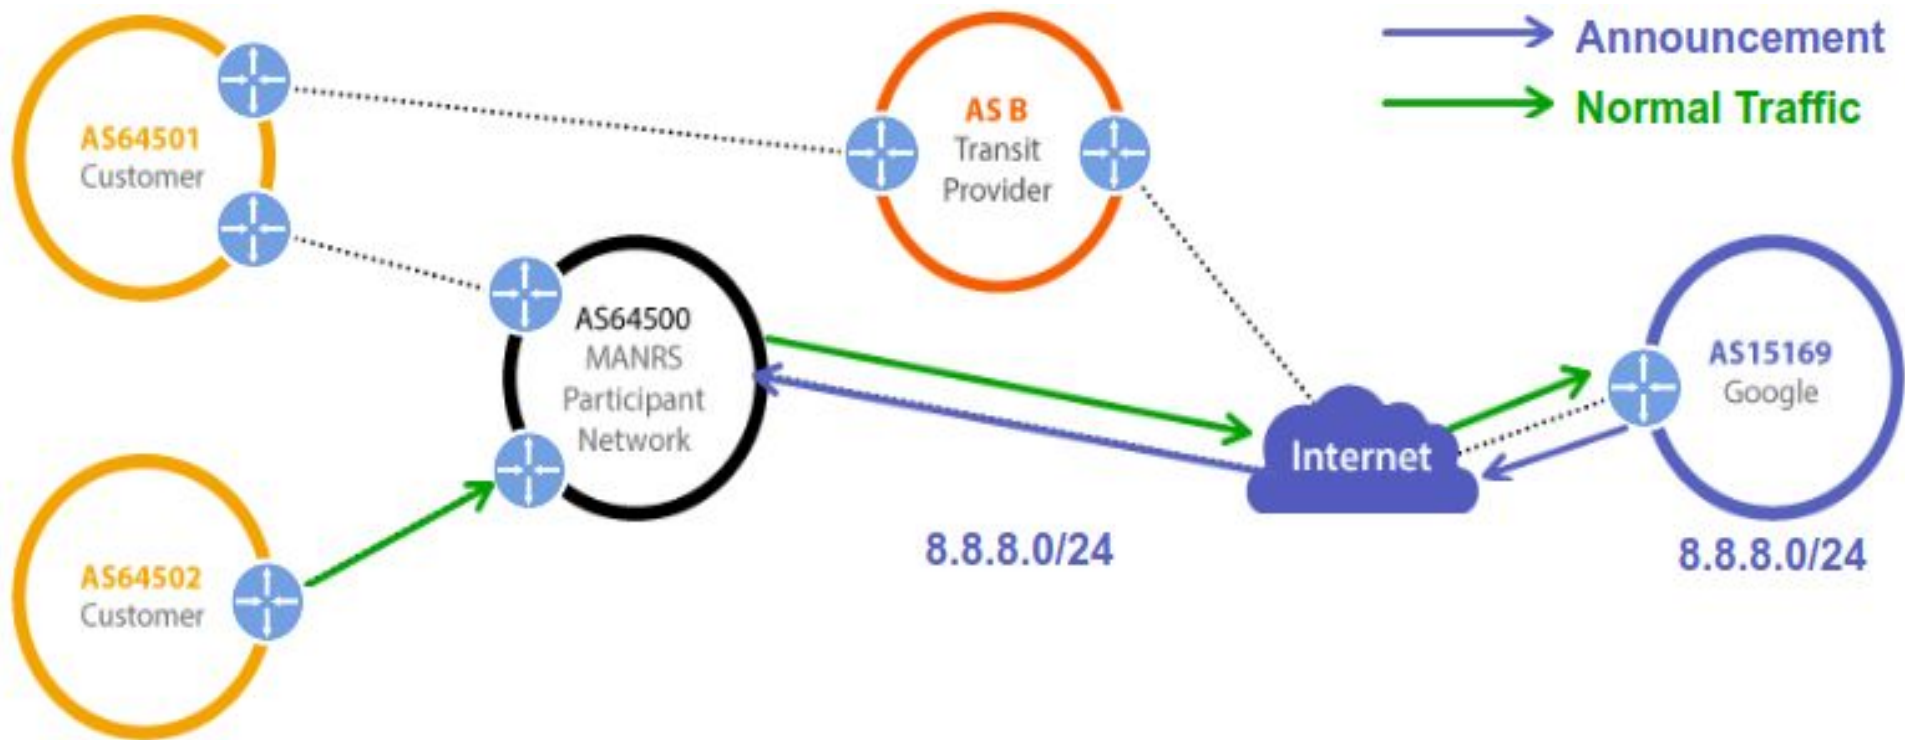 Announcement
Normal Traffic
AS64501
Customer
AS B
Transit
Provider
AS64500
MANRS
Participant
Network
Internet
AS15169
Google
8.8.8.0/24
8.8.8.0/24
AS64502
Customer